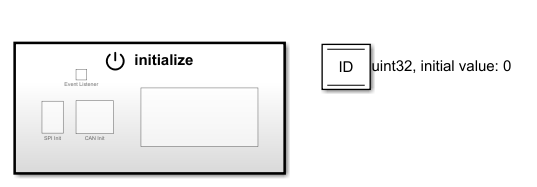 initialize
Event Listener
SPI Init
CAN Init
ID
uint32, initial value: 0